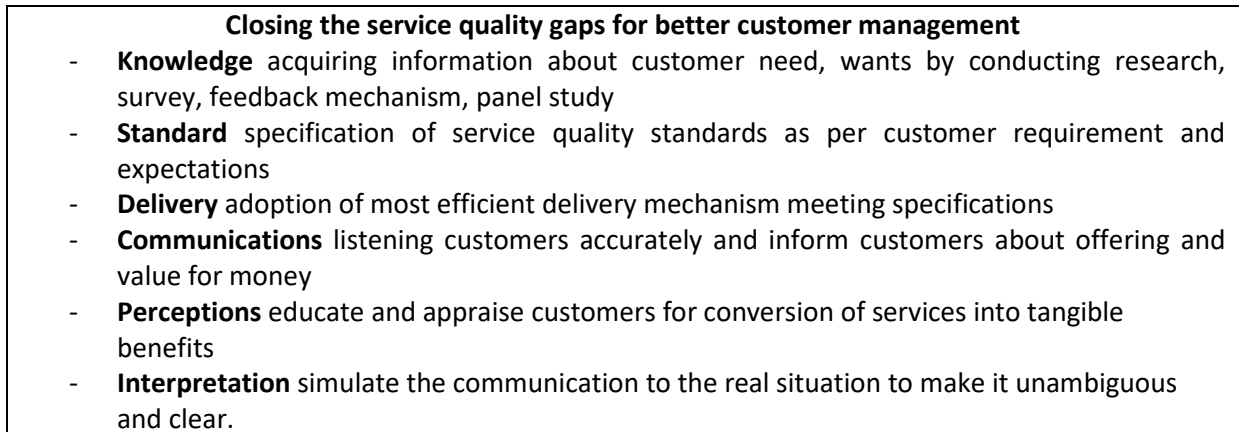 Closing the service quality gaps for better customer management
- Knowledge acquiring information about customer need, wants by conducting research,
survey, feedback mechanism, panel study
- Standard specification of service quality standards as per customer requirement and
expectations
- Delivery adoption of most efficient delivery mechanism meeting specifications
- Communications listening customers accurately and inform customers about offering and
value for money
- Perceptions educate and appraise customers for conversion of services into tangible
benefits
- Interpretation simulate the communication to the real situation to make it unambiguous
and clear.